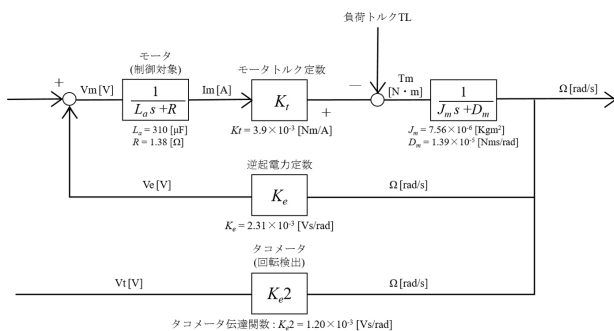 負荷トルクTL
モータ
(制御対象)
モータトルク定数
+
Vm [V]
1
L_a s+R
Im [A]
K_t
+
−
Tm
[N・m]
1
J_m s+D_m
Ω [rad/s]
L_a = 310 [μF]
R = 1.38 [Ω]
Kt = 3.9×10⁻³ [Nm/A]
J_m = 7.56×10⁻⁶ [Kgm²]
D_m = 1.39×10⁻⁵ [Nms/rad]
逆起電力定数
Ve [V]
K_e
Ω [rad/s]
K_e = 2.31×10⁻³ [Vs/rad]
タコメータ
(回転検出)
Vt [V]
K_e2
Ω [rad/s]
タコメータ伝達関数 : K_e2 = 1.20×10⁻³ [Vs/rad]